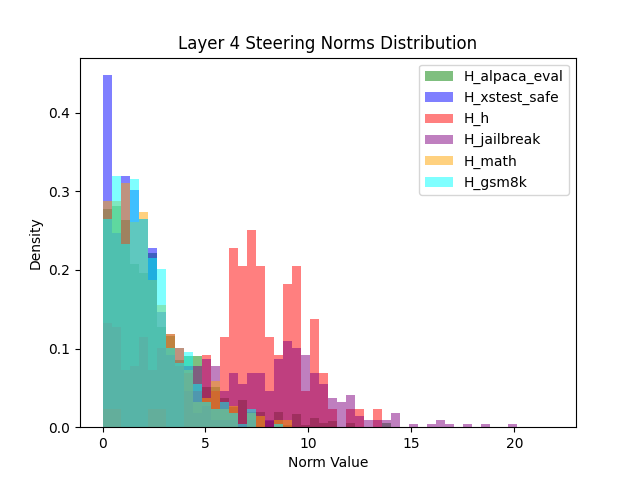 Layer 4 Steering Norms Distribution
H_alpaca_eval
H_xstest_safe
H_h
H_jailbreak
H_math
H_gsm8k
Density
0.4
0.3
0.2
0.1
0.0
0
5
10
15
20
Norm Value